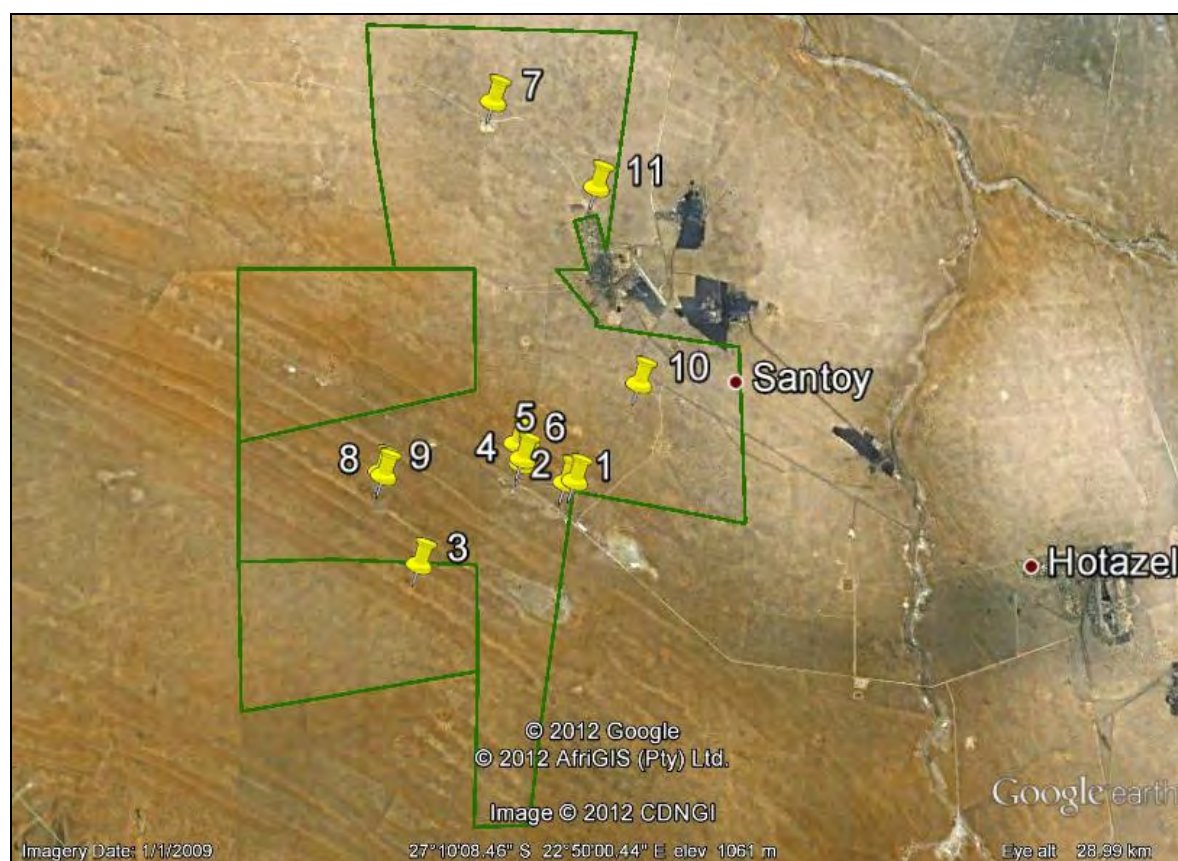 7
11
10
Santoy
5 6
4 2 1
8 9
3
Hotazel
© 2012 Google
© 2012 AfriGIS (Pty) Ltd.
Image © 2012 CDNGI
Google earth
Imagery Date: 1/1/2009 27°10'08.46" S 22°50'00.44" E elev 1061 m Eye alt 28.99 km